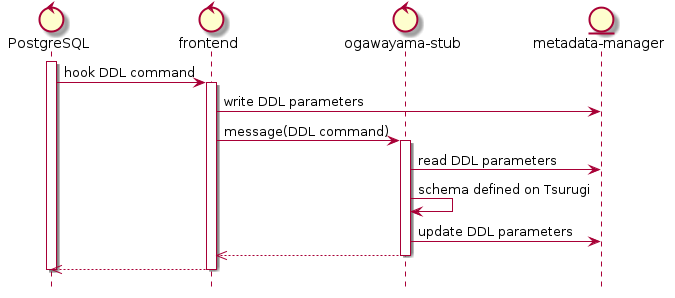 PostgreSQL
frontend
ogawayama-stub
metadata-manager
hook DDL command
write DDL parameters
message(DDL command)
read DDL parameters
schema defined on Tsurugi
update DDL parameters